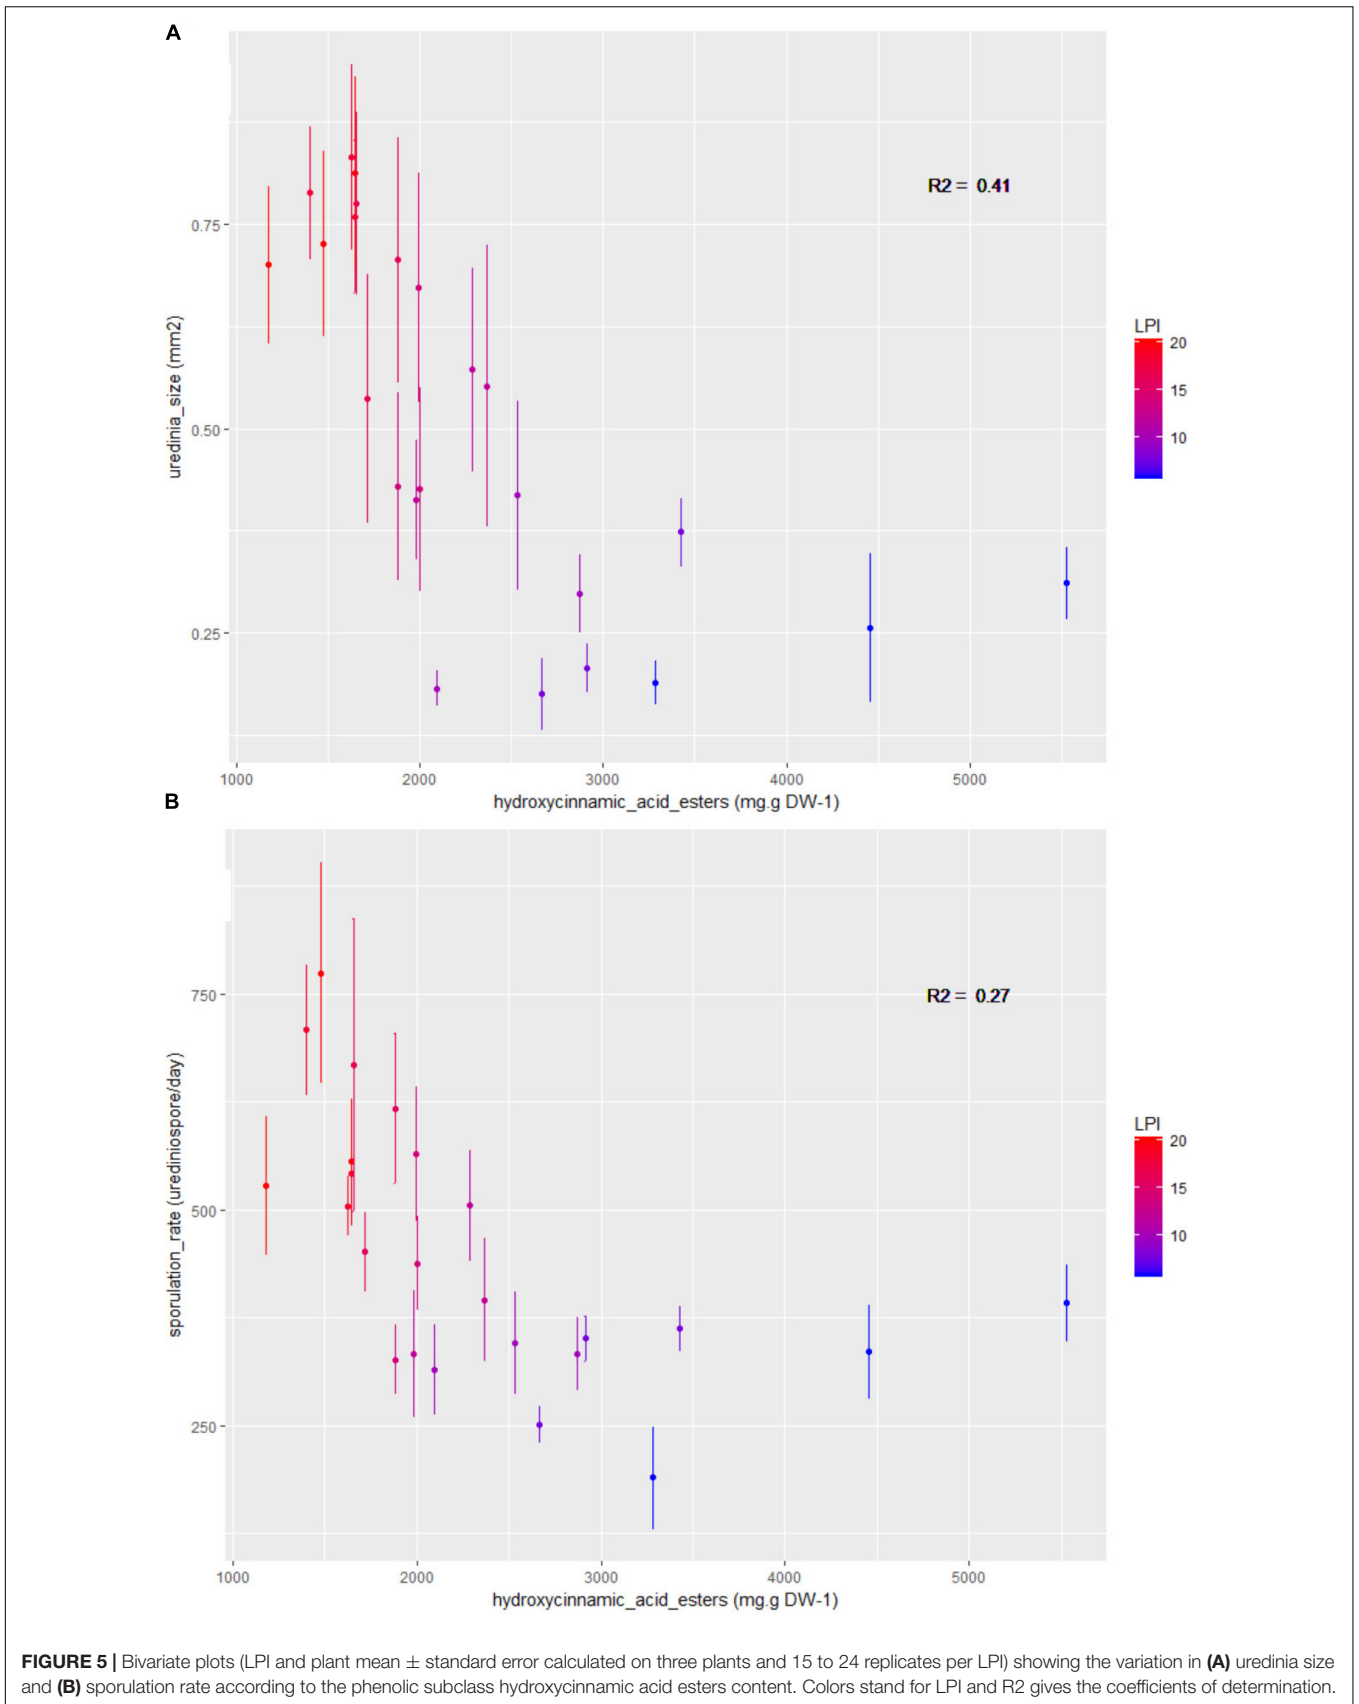 A
0.75
0.50
0.25
uredinia_size (mm2)
R2 = 0.41
LPI
20
15
10
1000 2000 3000 4000 5000
hydroxycinnamic_acid_esters (mg.g DW-1)
B
750
500
250
sporulation_rate (urediniospore/day)
R2 = 0.27
LPI
20
15
10
1000 2000 3000 4000 5000
hydroxycinnamic_acid_esters (mg.g DW-1)
FIGURE 5 | Bivariate plots (LPI and plant mean ± standard error calculated on three plants and 15 to 24 replicates per LPI) showing the variation in (A) uredinia size
and (B) sporulation rate according to the phenolic subclass hydroxycinnamic acid esters content. Colors stand for LPI and R2 gives the coefficients of determination.